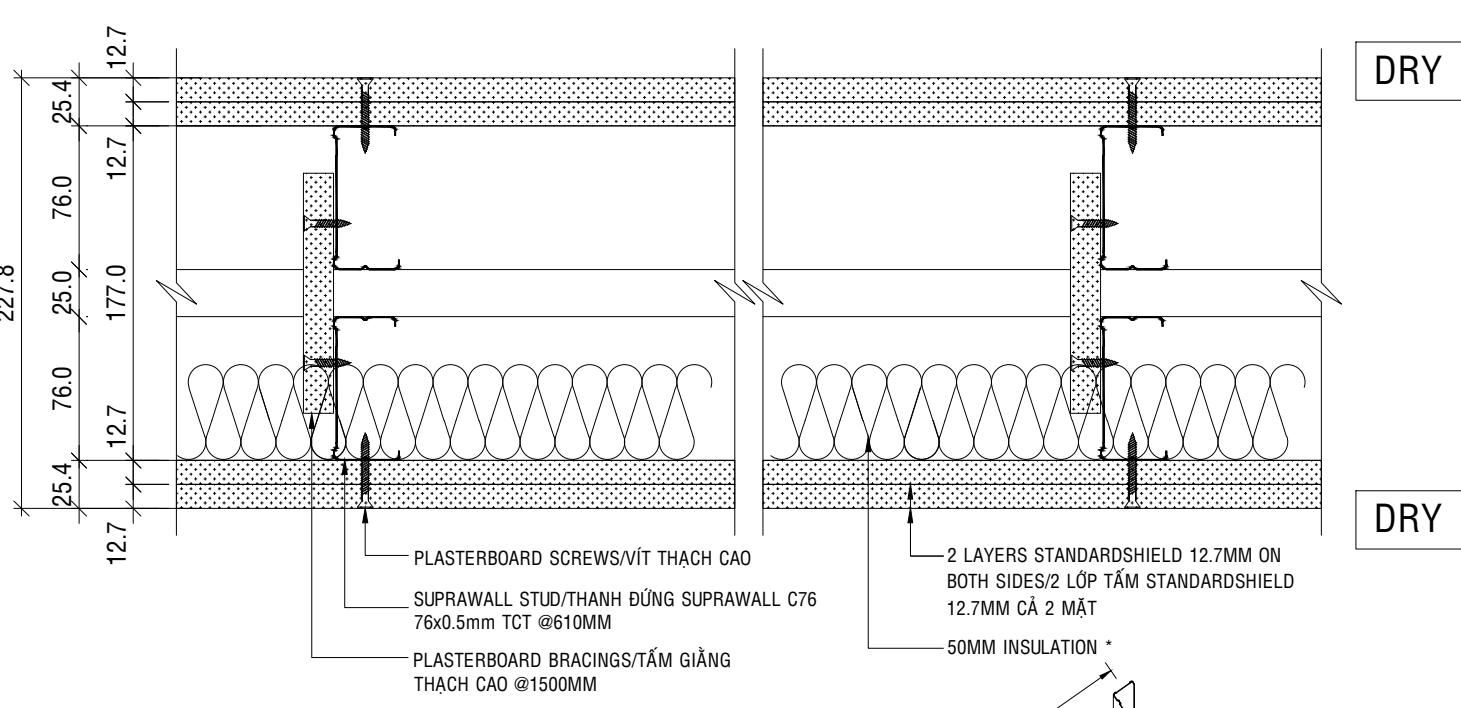 12.7
DRY
25.4
12.7
76.0
227.8
25.0
177.0
76.0
12.7
25.4
DRY
12.7
PLASTERBOARD SCREWS/VÍT THẠCH CAO
SUPRAWALL STUD/THANH ĐỨNG SUPRAWALL C76
76x0.5mm TCT @610MM
PLASTERBOARD BRACINGS/TẤM GIẰNG
THẠCH CAO @1500MM
2 LAYERS STANDARDSHIELD 12.7MM ON
BOTH SIDES/2 LỚP TẤM STANDARDSHIELD
12.7MM CẢ 2 MẶT
50MM INSULATION *